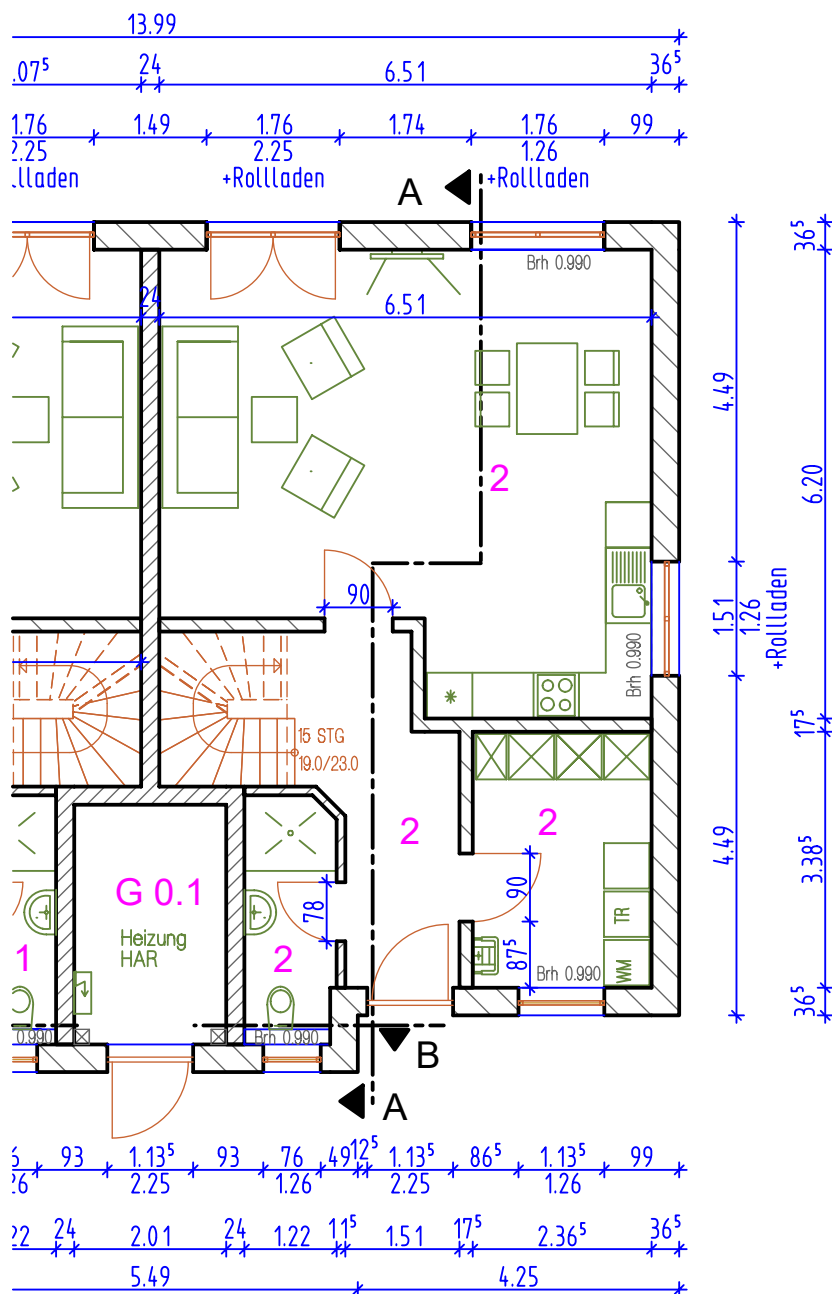 13.99
.07⁵ 24 6.51 36⁵
1.76 1.49 1.76 1.74 1.76 99
2.25 2.25 1.26
+Rollladen +Rollladen
A
Brh 0.990
24 6.51
36⁵
4.49
6.20
2
90
1.51
1.26
+Rollladen
Brh 0.990
15 STG
19.0/23.0
17⁵
2 2
G 0.1
Heizung
HAR
78
90
87⁵
TR
WM
4.49
3.38⁵
1 2
Brh 0.990
36⁵
0.990 Brh 0.990
B
A
6 93 1.13⁵ 93 76 49 12⁵ 1.13⁵ 86⁵ 1.13⁵ 99
26 2.25 1.26 2.25 1.26
22 24 2.01 24 1.22 11⁵ 1.51 17⁵ 2.36⁵ 36⁵
5.49 4.25